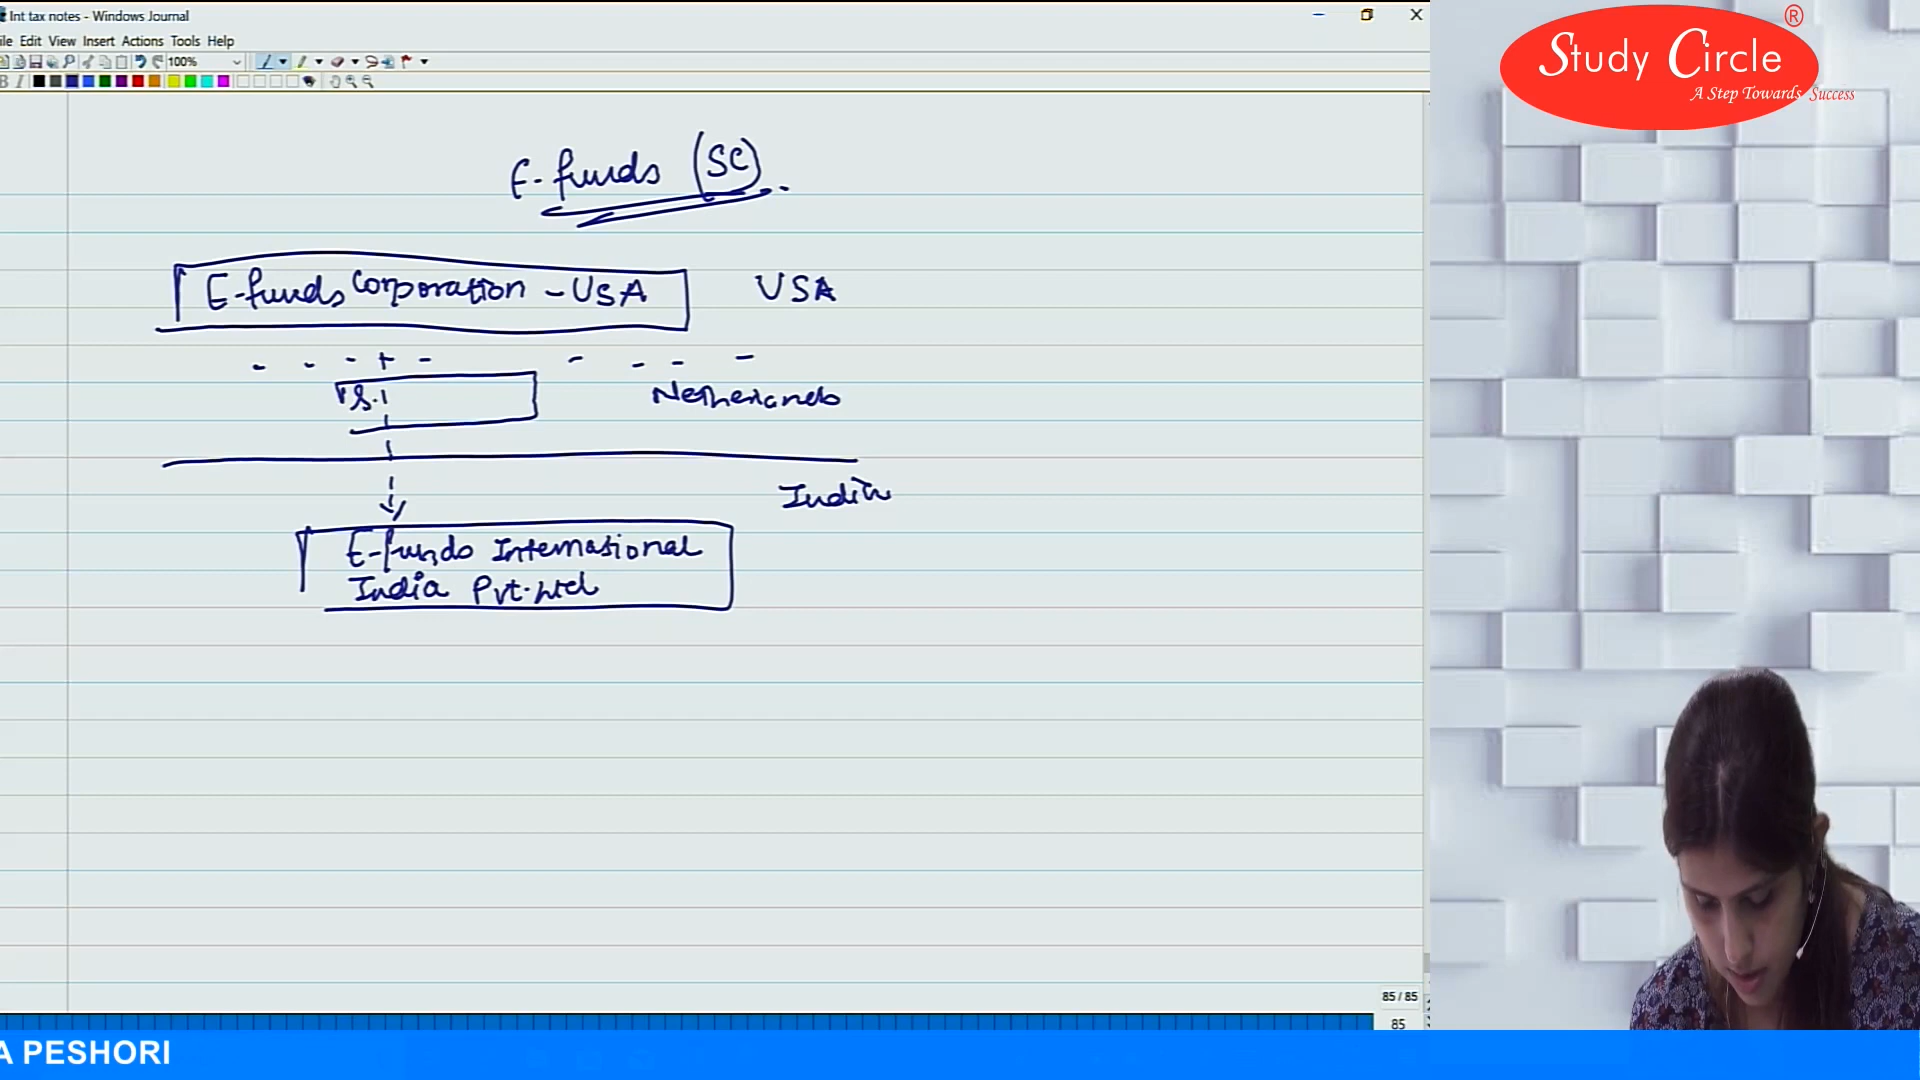 Int tax notes - Windows Journal
ile Edit View Insert Actions Tools Help
100%
B I
E-funds (SC)
E-funds Corporation - USA USA
Netherlands
India
E-funds International
India Pvt. Ltd
85 / 85
85
A PESHORI
Study Circle ®
A Step Towards Success